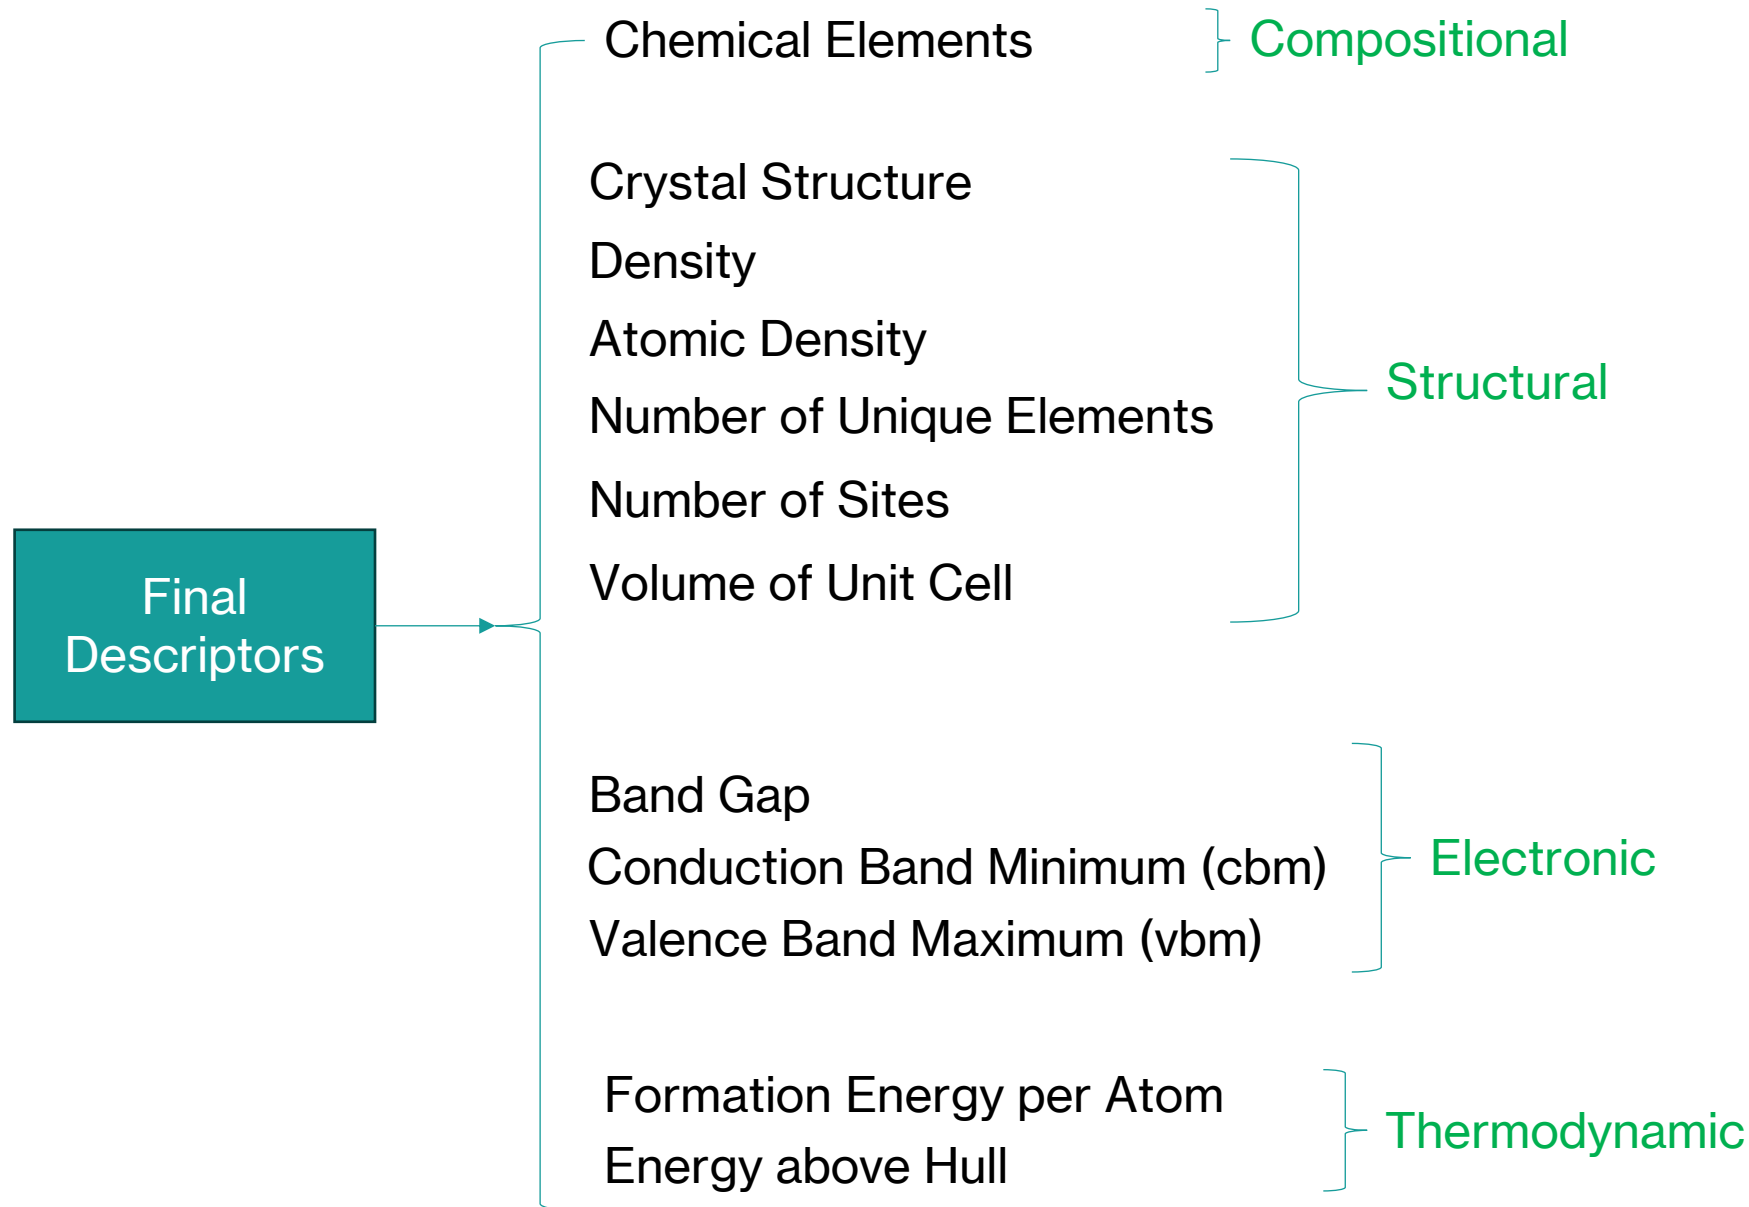 Chemical Elements
Compositional
Crystal Structure
Density
Atomic Density
Number of Unique Elements
Number of Sites
Volume of Unit Cell
Structural
Final
Descriptors
Band Gap
Conduction Band Minimum (cbm)
Valence Band Maximum (vbm)
Electronic
Formation Energy per Atom
Energy above Hull
Thermodynamic